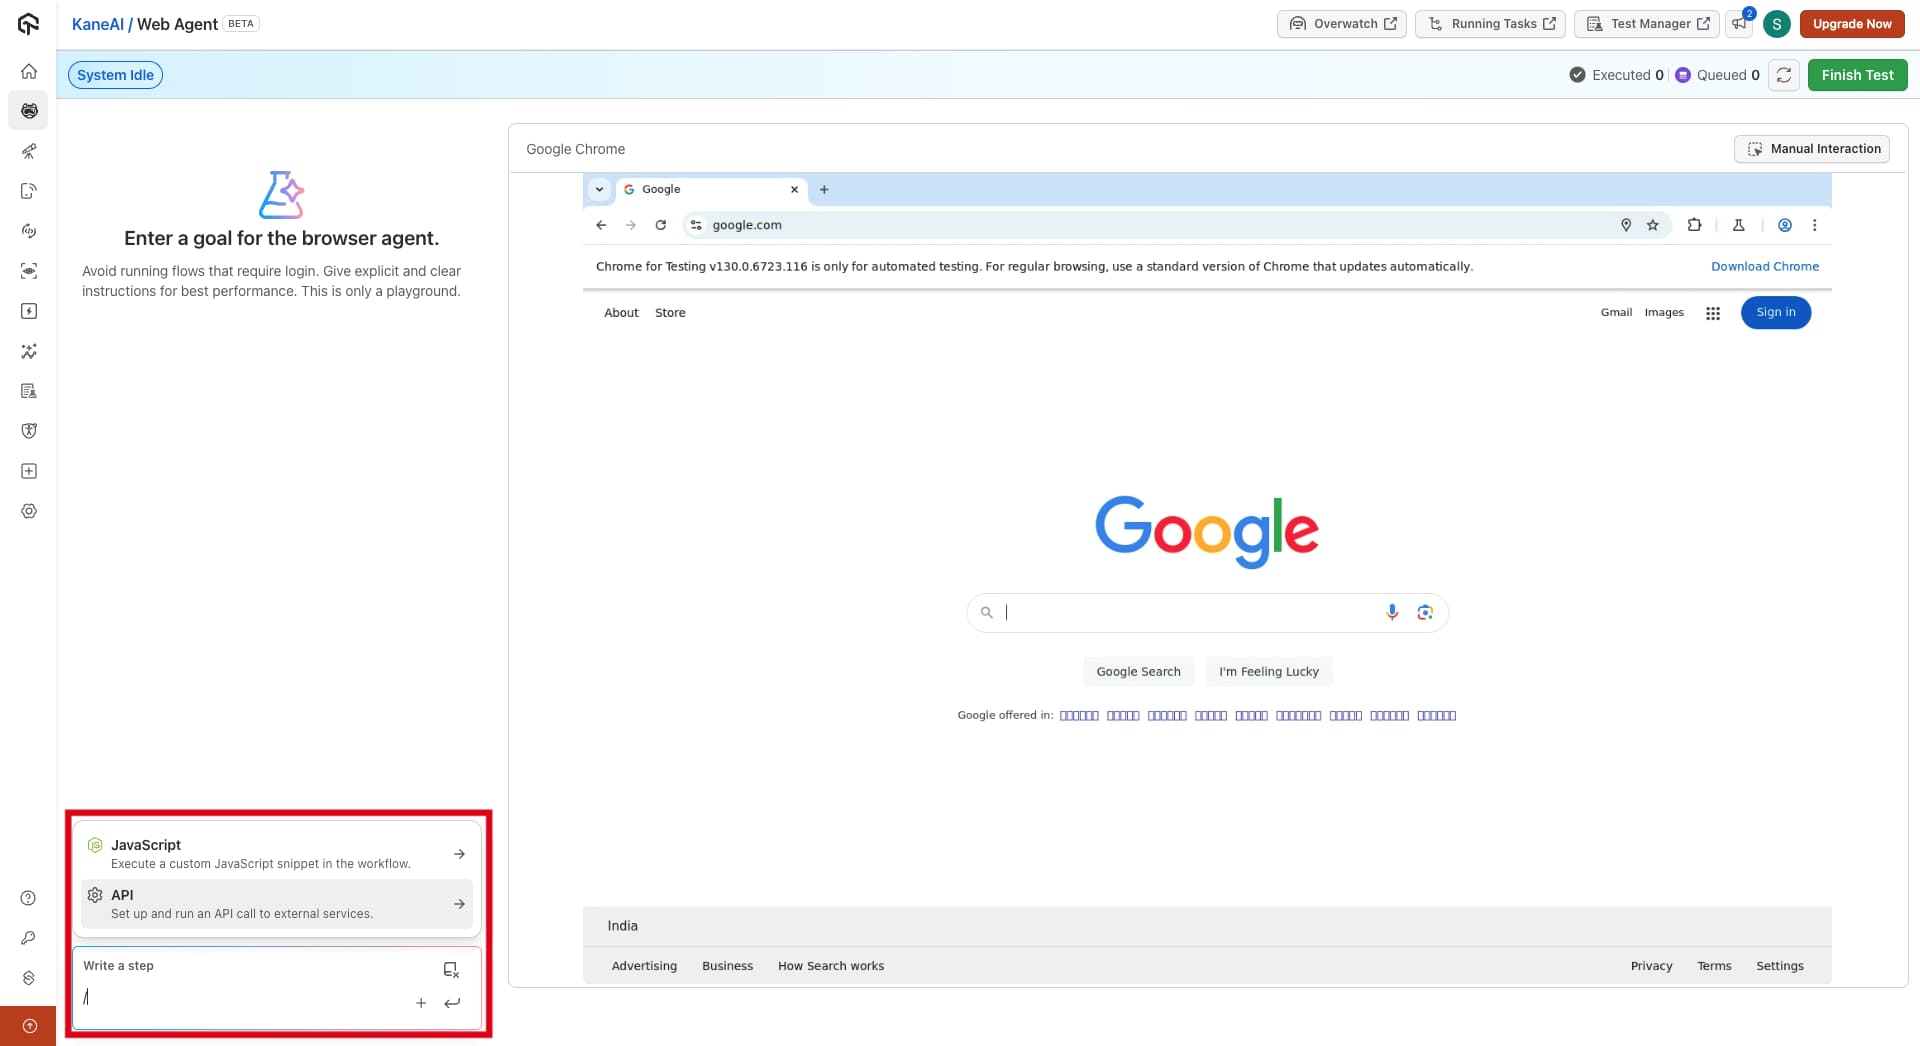 KaneAI / Web Agent BETA
Overwatch
Running Tasks
Test Manager
2
S
Upgrade Now
System Idle
Executed 0
Queued 0
Finish Test
Enter a goal for the browser agent.
Avoid running flows that require login. Give explicit and clear
instructions for best performance. This is only a playground.
Google Chrome
Manual Interaction
Google
google.com
Chrome for Testing v130.0.6723.116 is only for automated testing. For regular browsing, use a standard version of Chrome that updates automatically.
Download Chrome
About Store
Gmail Images
Sign in
Google
Google Search
I'm Feeling Lucky
Google offered in:
India
Advertising Business How Search works
Privacy Terms Settings
JavaScript
Execute a custom JavaScript snippet in the workflow.
API
Set up and run an API call to external services.
Write a step
/